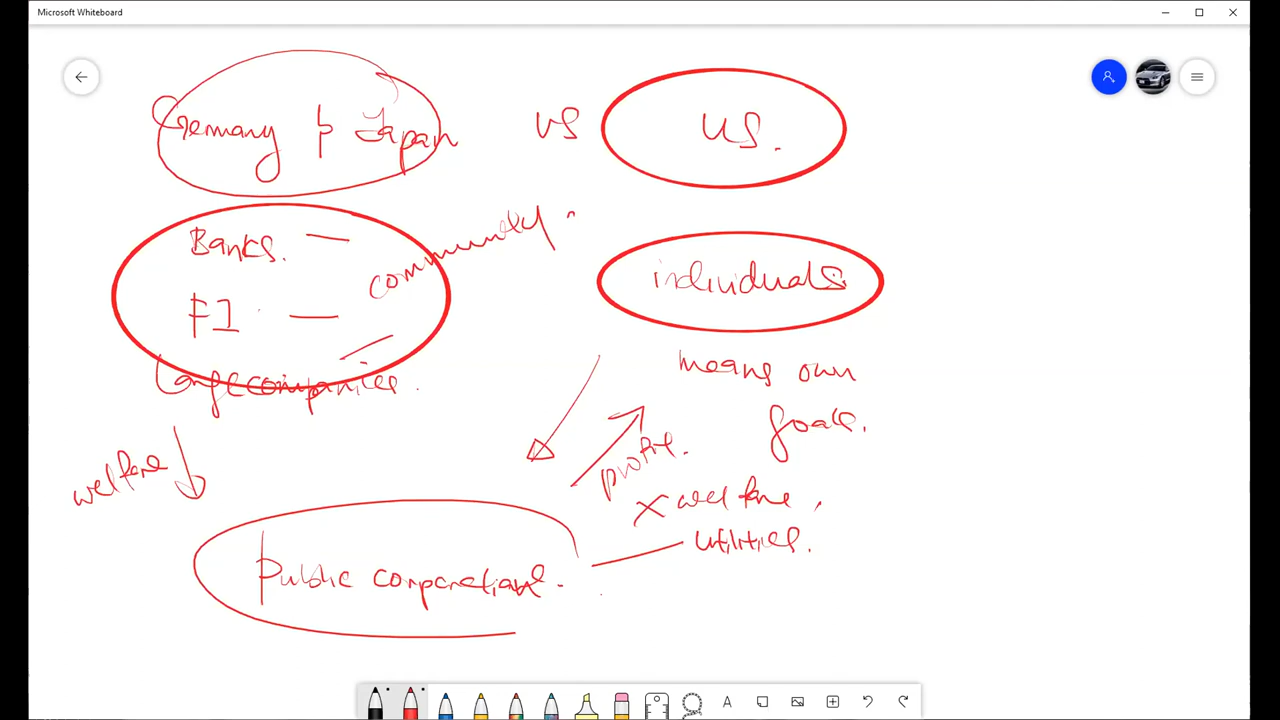 Microsoft Whiteboard
Germany & Japan vs US.
Banks. —
community.
individuals
FI —
Large companies.
means own
goals.
welfare
profit.
X welfare,
utilities.
Public corporations.
A